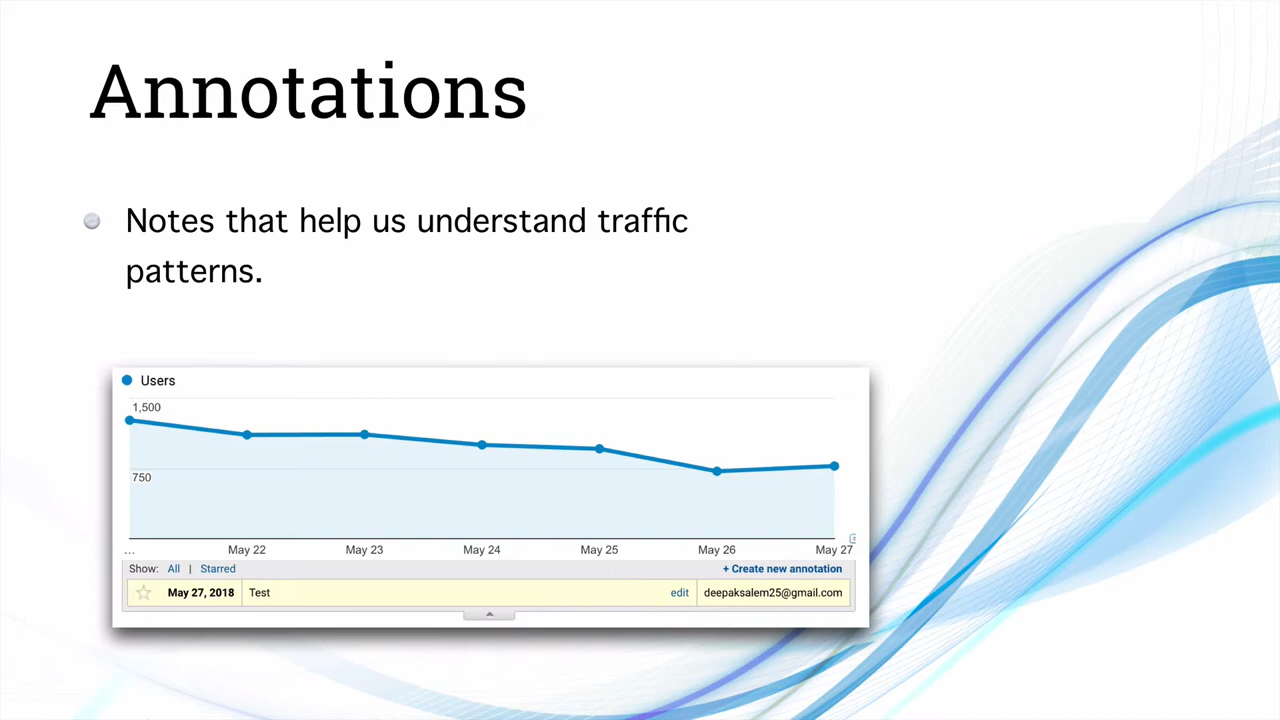 Annotations
Notes that help us understand traffic
patterns.
Users
1,500
750
... May 22 May 23 May 24 May 25 May 26 May 27
Show: All | Starred + Create new annotation
May 27, 2018 Test edit deepaksalem25@gmail.com